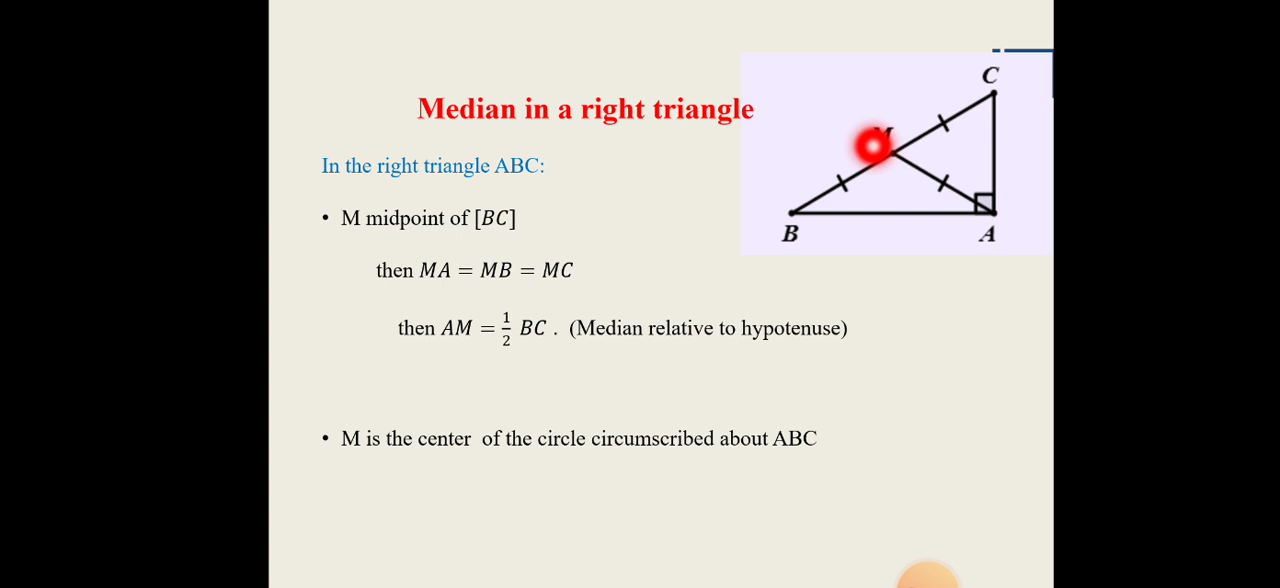 Median in a right triangle
In the right triangle ABC:
• M midpoint of [BC]
then MA = MB = MC
then AM = 1/2 BC . (Median relative to hypotenuse)
• M is the center of the circle circumscribed about ABC
C
B
A